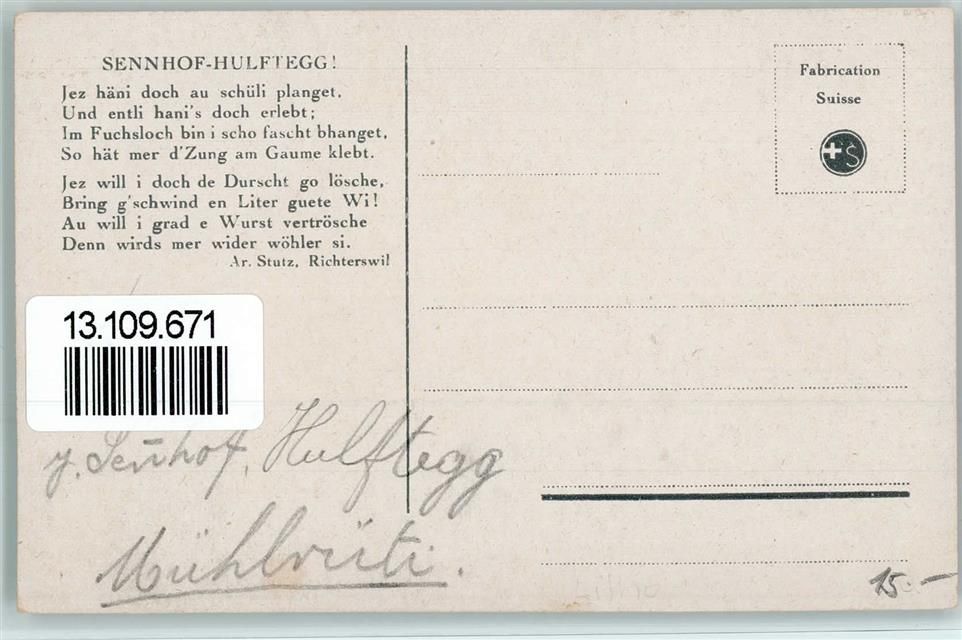 SENNHOF-HULFTEGG!
Jez häni doch au schüli planget,
Und entli hani's doch erlebt;
Im Fuchsloch bin i scho fascht bhanget,
So hät mer d'Zung am Gaume klebt.
Jez will i doch de Durscht go lösche,
Bring g'schwind en Liter guete Wi!
Au will i grad e Wurst vertrösche
Denn wirds mer wider wöhler si.
Ar. Stutz, Richterswil
Fabrication
Suisse
S
13.109.671
z. Señhof, Hulftegg
Mühlrüti.
15.-